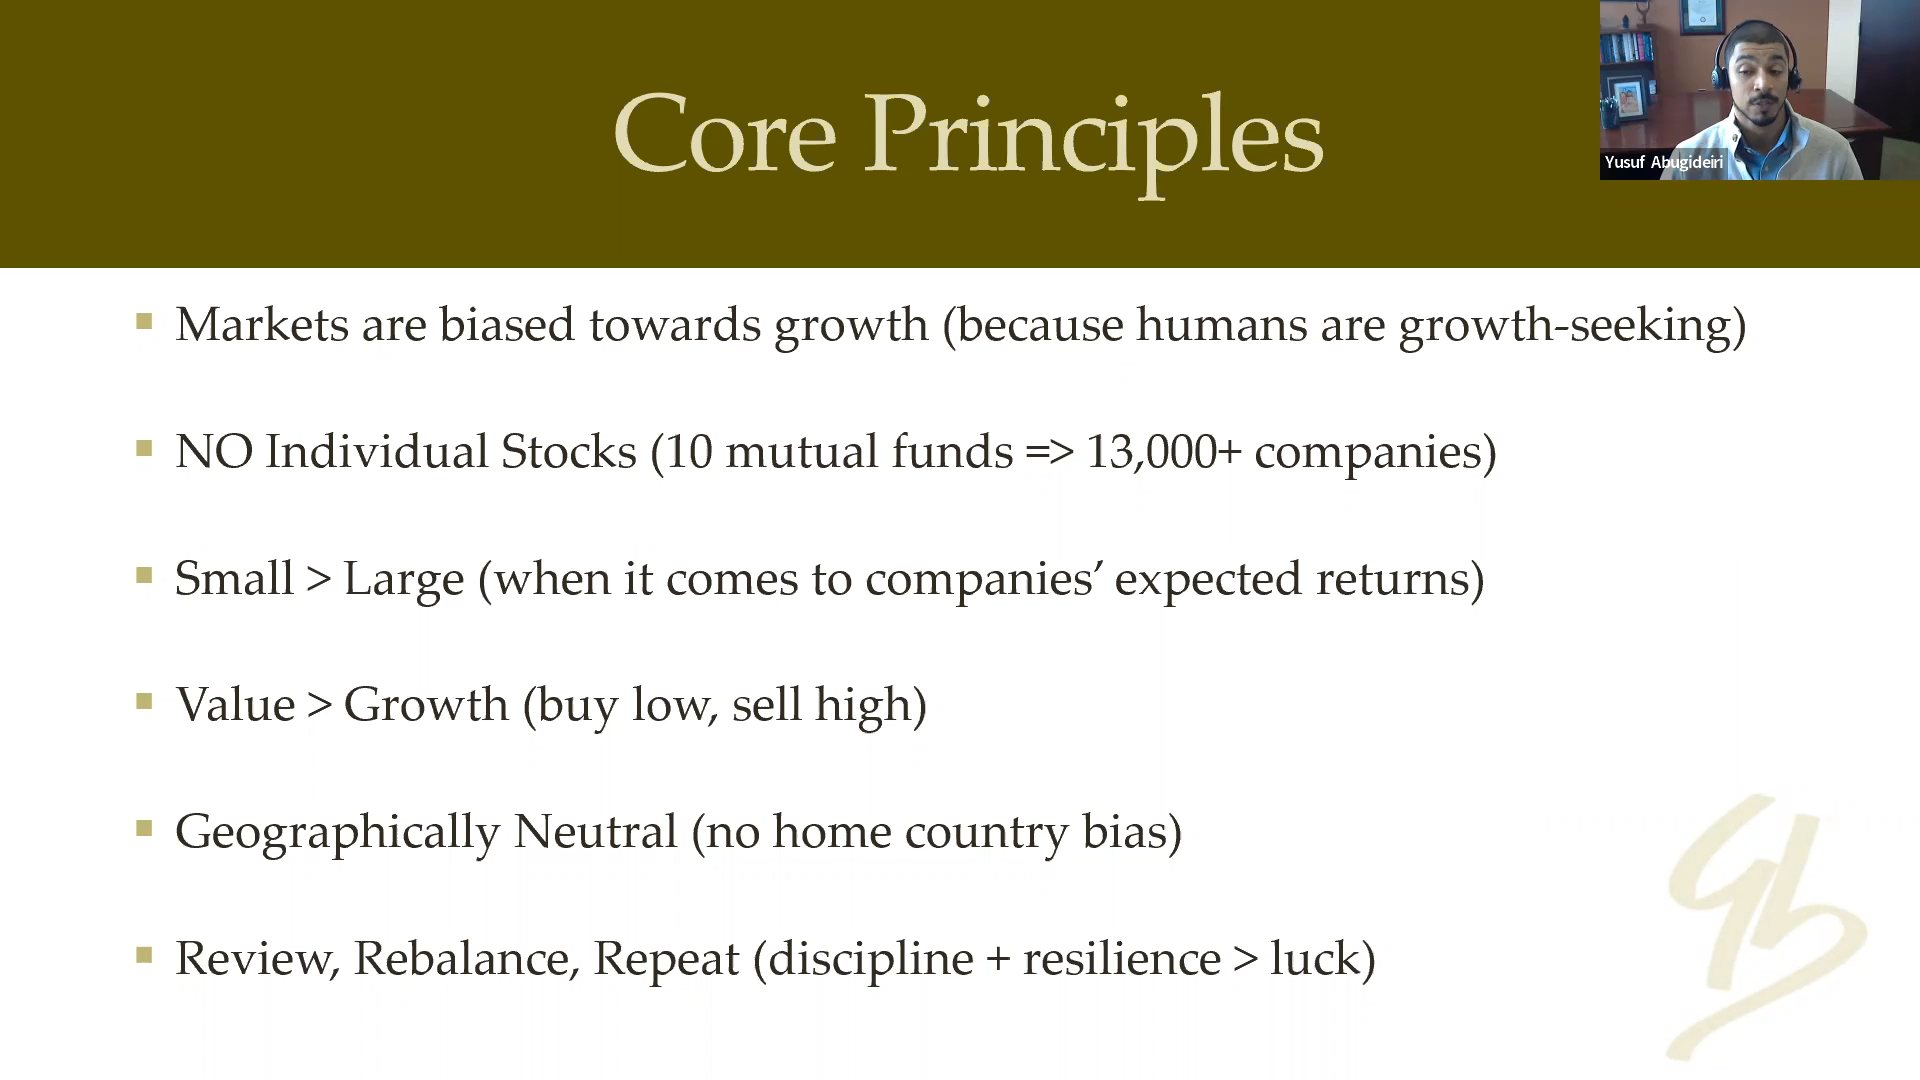 Core Principles
Yusuf Abugideiri
Markets are biased towards growth (because humans are growth-seeking)
NO Individual Stocks (10 mutual funds => 13,000+ companies)
Small > Large (when it comes to companies’ expected returns)
Value > Growth (buy low, sell high)
Geographically Neutral (no home country bias)
Review, Rebalance, Repeat (discipline + resilience > luck)